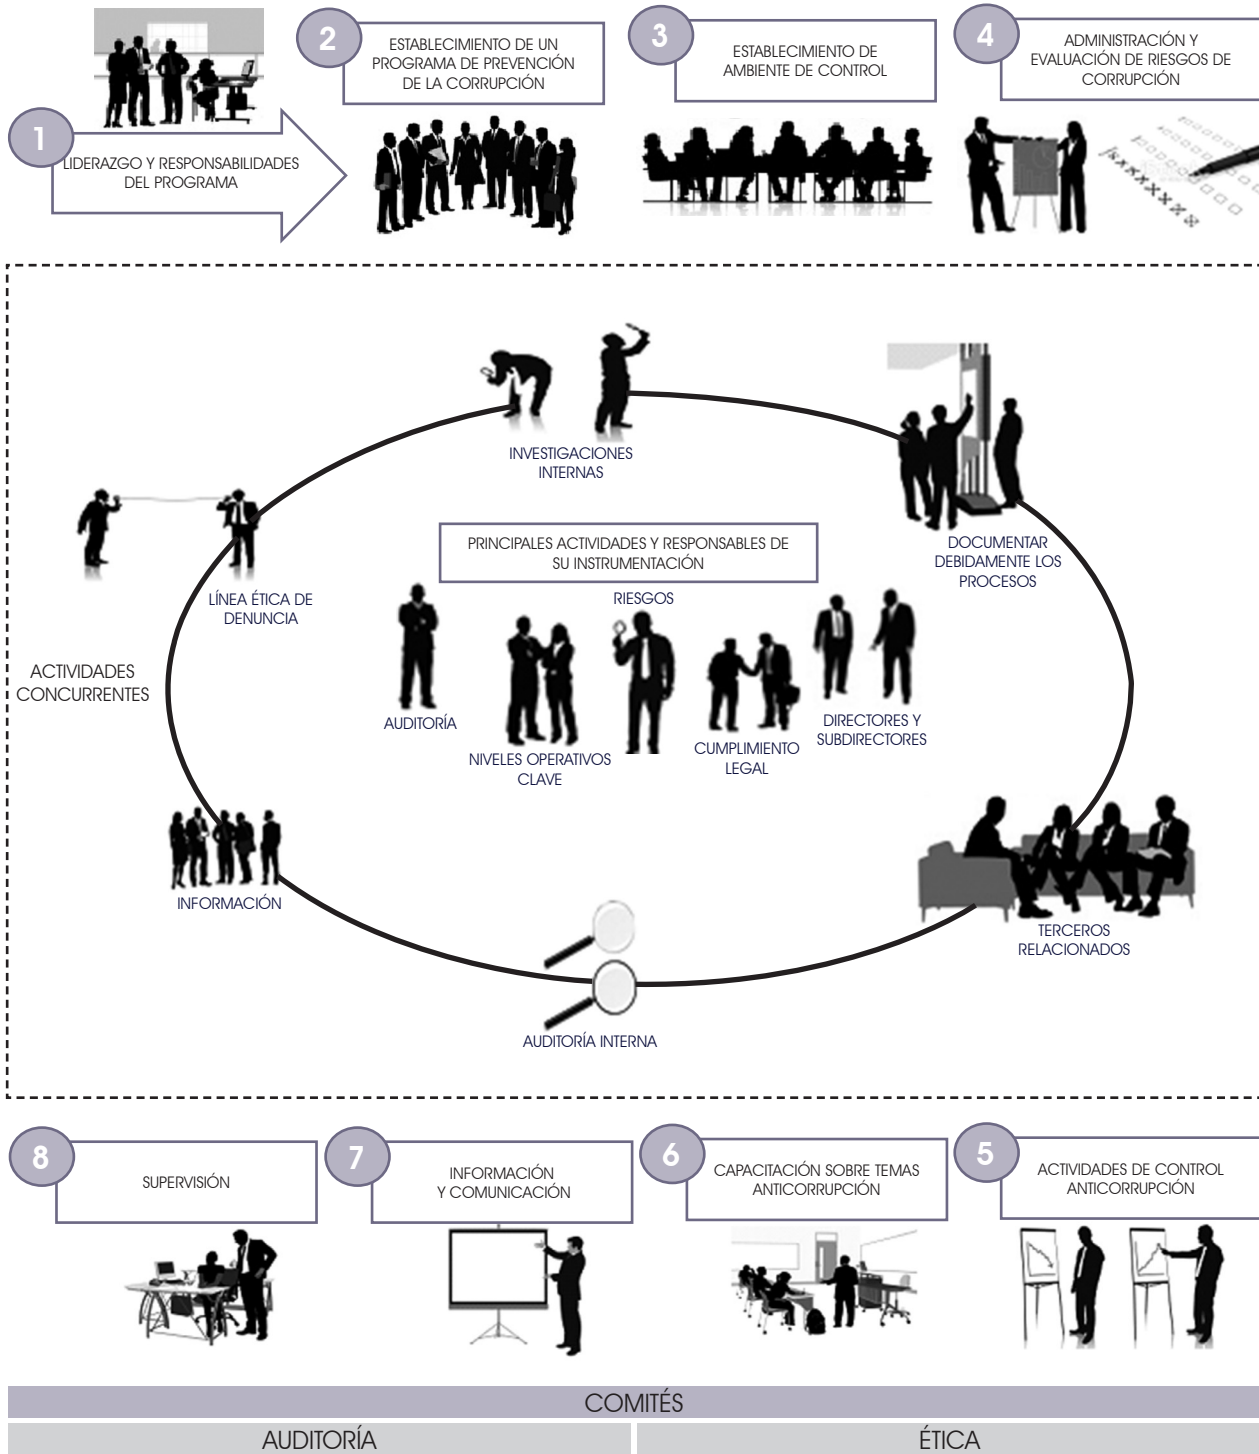 1
LIDERAZGO Y RESPONSABILIDADES
DEL PROGRAMA
2
ESTABLECIMIENTO DE UN
PROGRAMA DE PREVENCIÓN
DE LA CORRUPCIÓN
3
ESTABLECIMIENTO DE
AMBIENTE DE CONTROL
4
ADMINISTRACIÓN Y
EVALUACIÓN DE RIESGOS DE
CORRUPCIÓN
INVESTIGACIONES
INTERNAS
DOCUMENTAR
DEBIDAMENTE LOS
PROCESOS
LÍNEA ÉTICA DE
DENUNCIA
PRINCIPALES ACTIVIDADES Y RESPONSABLES DE
SU INSTRUMENTACIÓN
RIESGOS
ACTIVIDADES
CONCURRENTES
AUDITORÍA
NIVELES OPERATIVOS
CLAVE
CUMPLIMIENTO
LEGAL
DIRECTORES Y
SUBDIRECTORES
INFORMACIÓN
TERCEROS
RELACIONADOS
AUDITORÍA INTERNA
8
SUPERVISIÓN
7
INFORMACIÓN
Y COMUNICACIÓN
6
CAPACITACIÓN SOBRE TEMAS
ANTICORRUPCIÓN
5
ACTIVIDADES DE CONTROL
ANTICORRUPCIÓN
COMITÉS
AUDITORÍA
ÉTICA